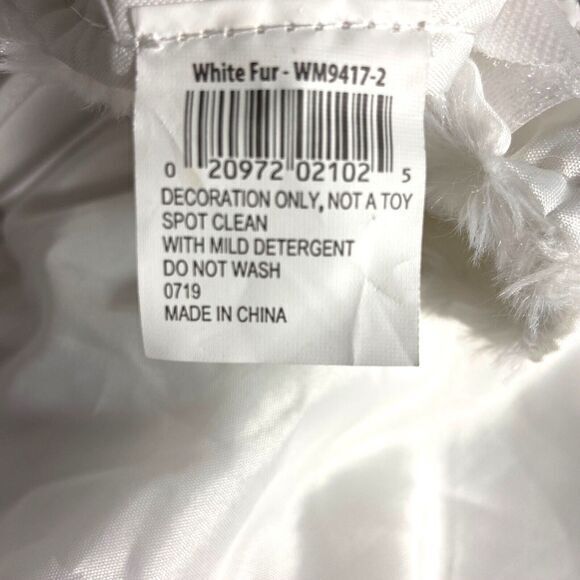 White Fur - WM9417-2
0 20972 02102 5
DECORATION ONLY, NOT A TOY
SPOT CLEAN
WITH MILD DETERGENT
DO NOT WASH
0719
MADE IN CHINA